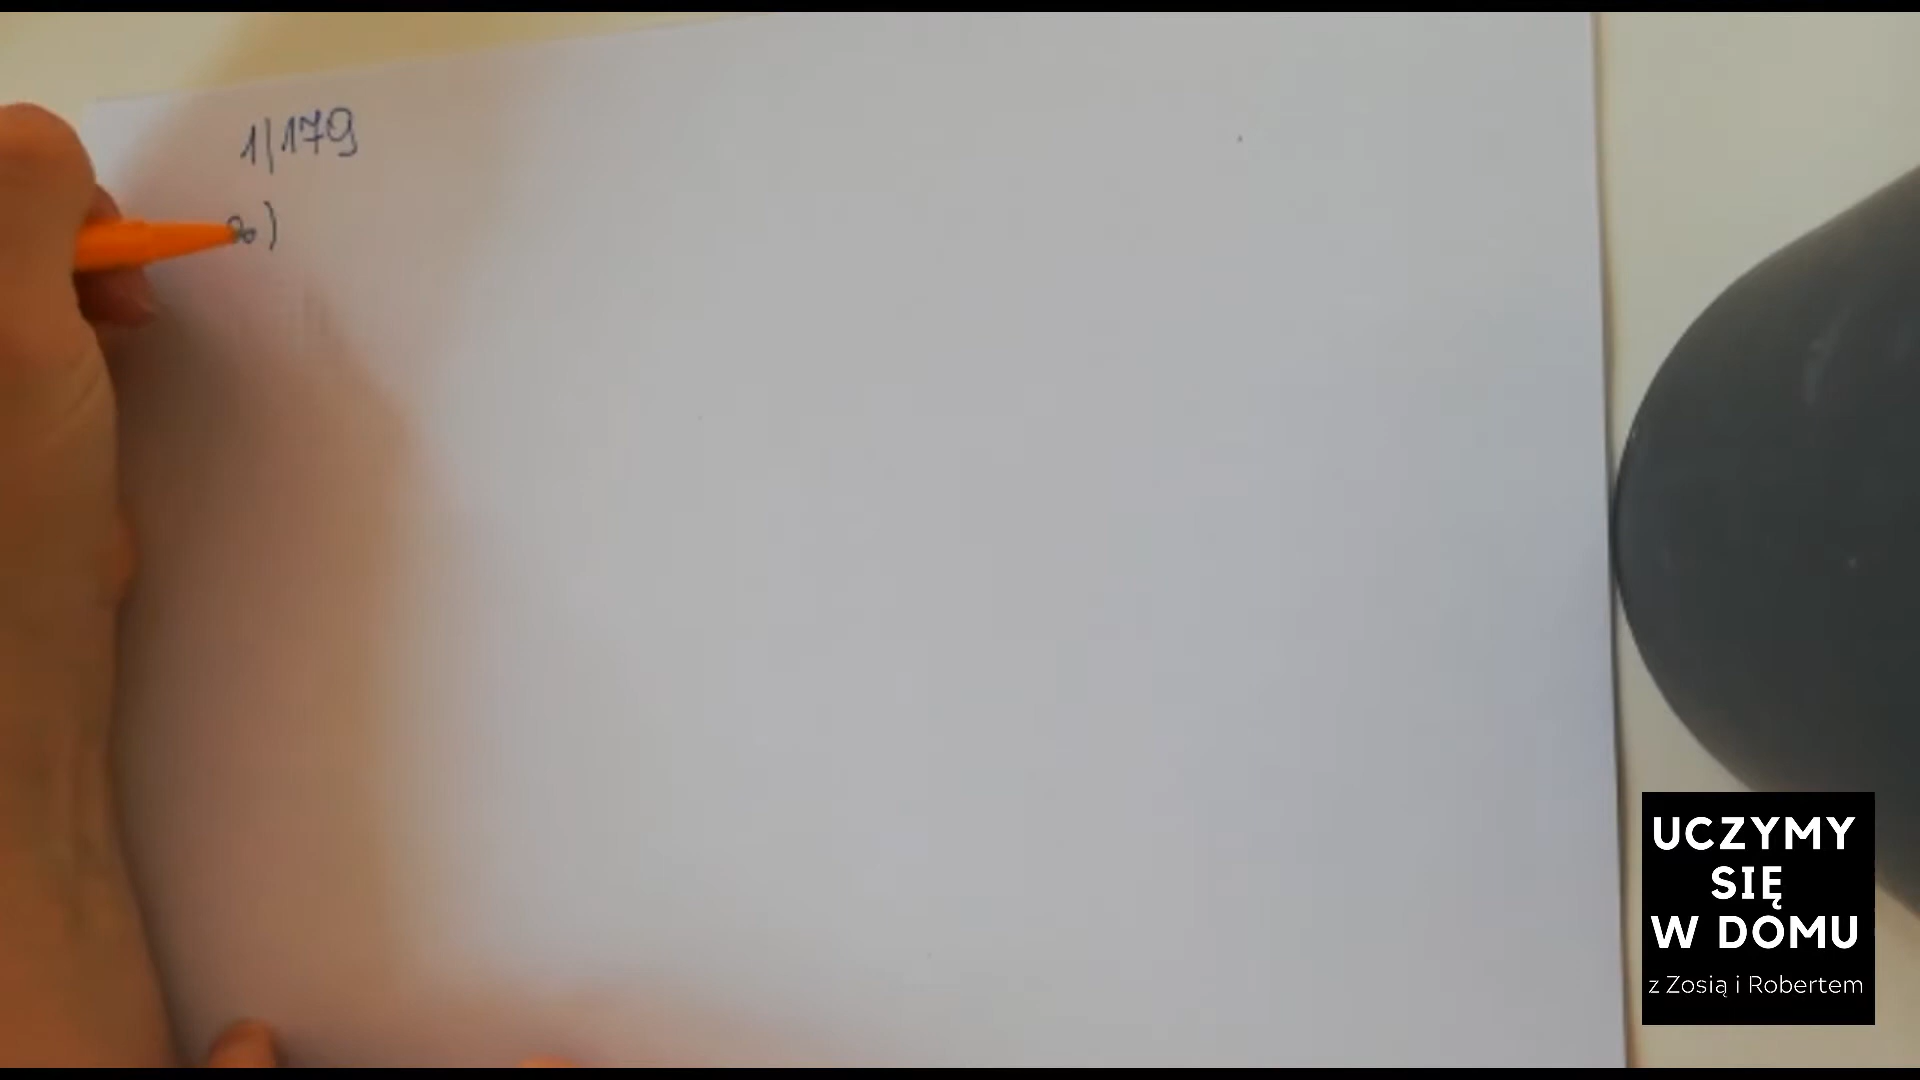 1/179
a)
UCZYMY
SIĘ
W DOMU
z Zosią i Robertem